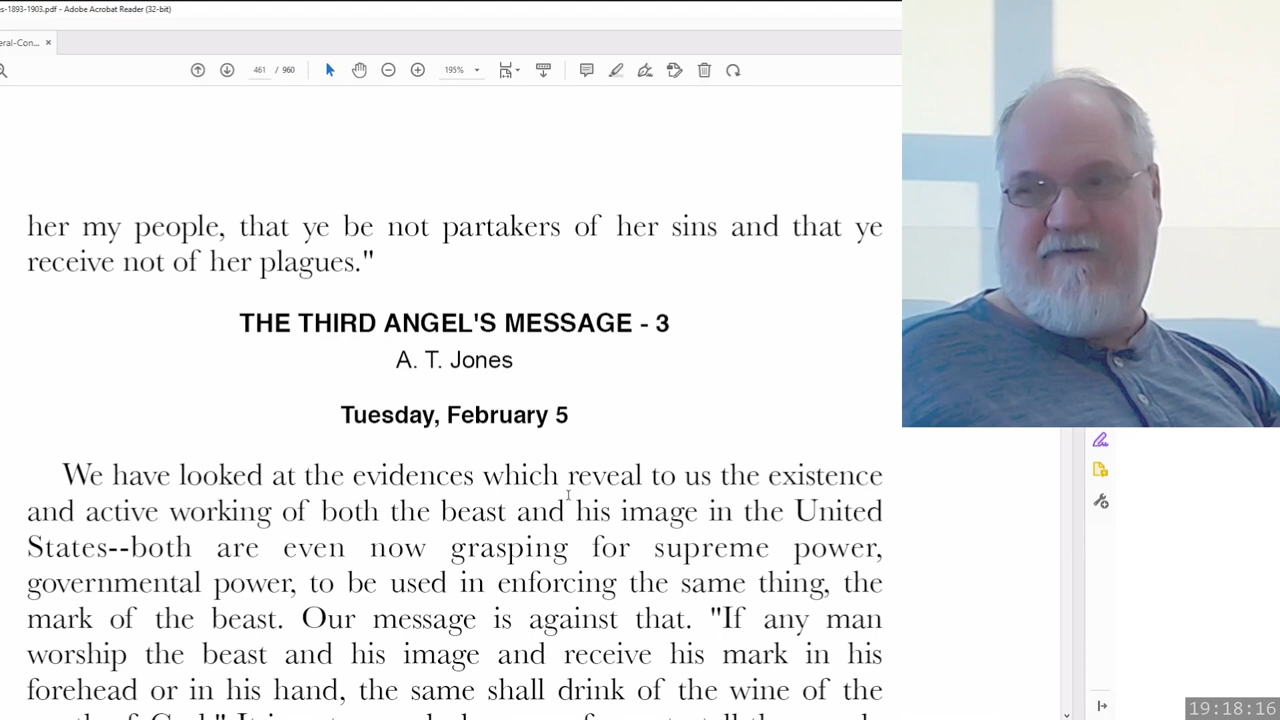 s-1893-1903.pdf - Adobe Acrobat Reader (32-bit)
eral-Con...
461 / 960
195%
her my people, that ye be not partakers of her sins and that ye
receive not of her plagues."
THE THIRD ANGEL'S MESSAGE - 3
A. T. Jones
Tuesday, February 5
We have looked at the evidences which reveal to us the existence
and active working of both the beast and his image in the United
States--both are even now grasping for supreme power,
governmental power, to be used in enforcing the same thing, the
mark of the beast. Our message is against that. "If any man
worship the beast and his image and receive his mark in his
forehead or in his hand, the same shall drink of the wine of the
19:18:16